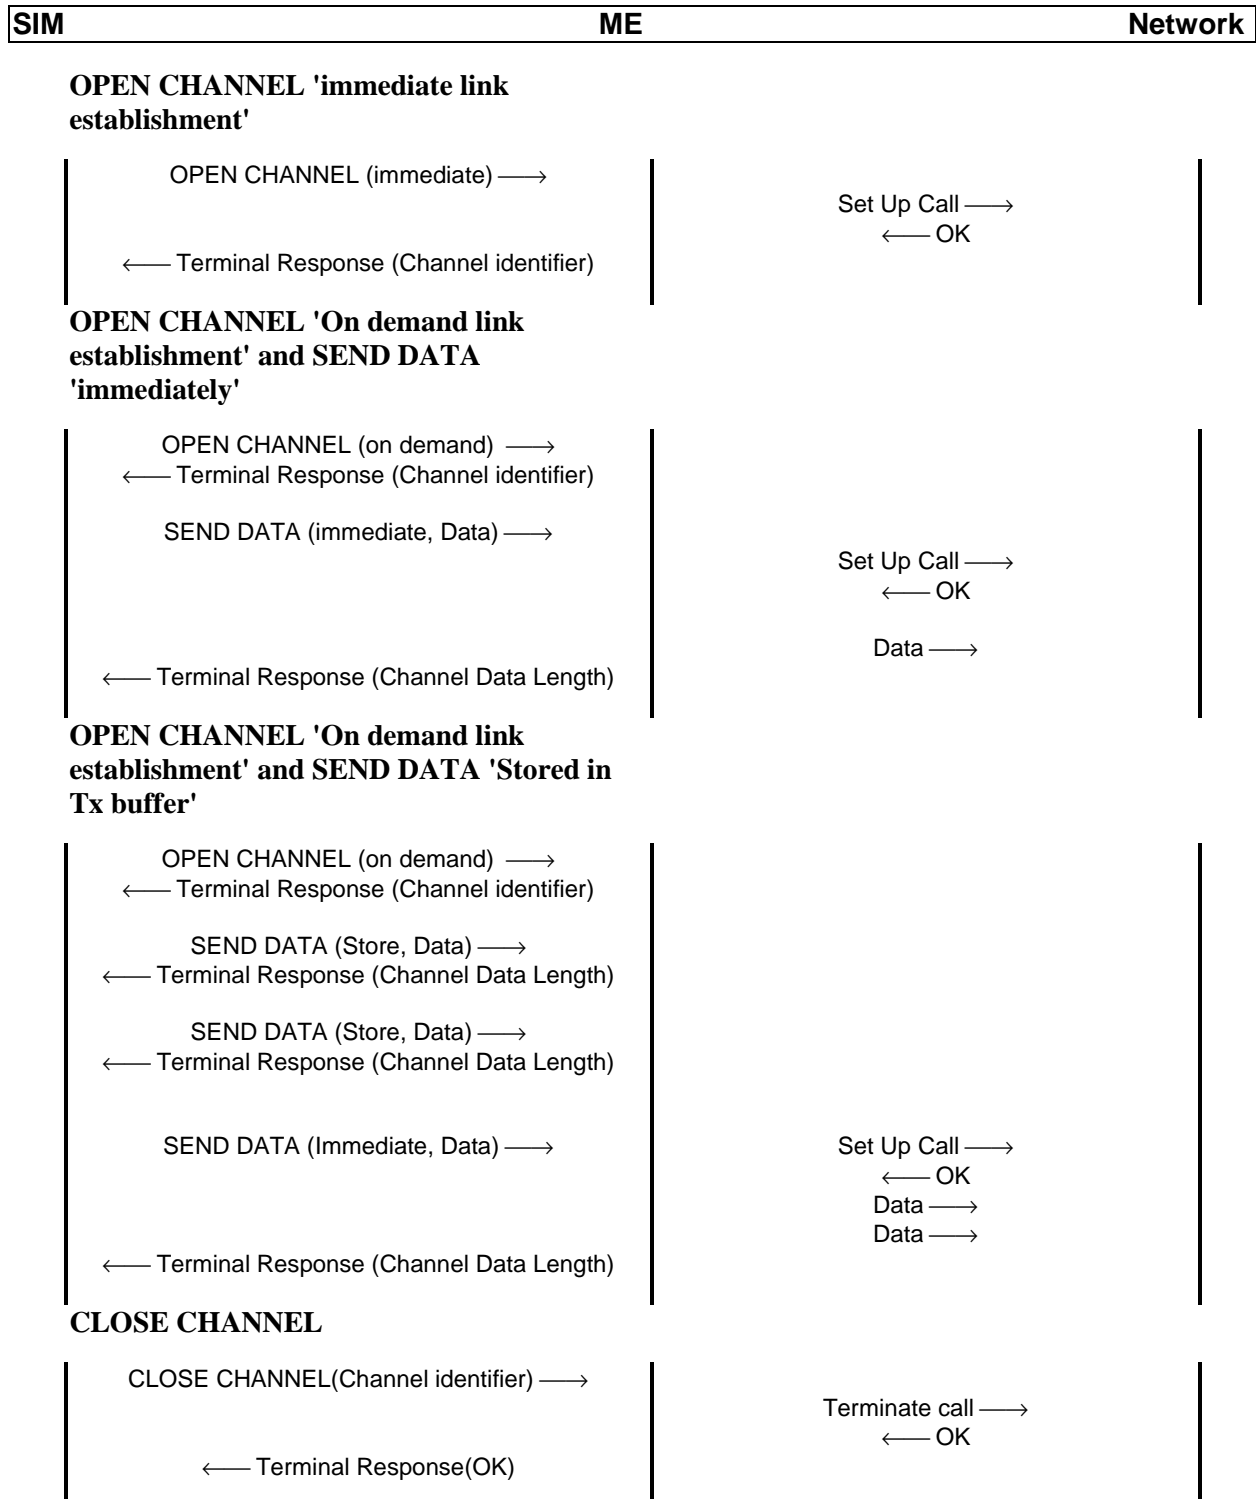 SIM ME Network
OPEN CHANNEL 'immediate link
establishment'
OPEN CHANNEL (immediate) ⟶
Set Up Call ⟶
⟵ OK
⟵ Terminal Response (Channel identifier)
OPEN CHANNEL 'On demand link
establishment' and SEND DATA
'immediately'
OPEN CHANNEL (on demand) ⟶
⟵ Terminal Response (Channel identifier)
SEND DATA (immediate, Data) ⟶
Set Up Call ⟶
⟵ OK
Data ⟶
⟵ Terminal Response (Channel Data Length)
OPEN CHANNEL 'On demand link
establishment' and SEND DATA 'Stored in
Tx buffer'
OPEN CHANNEL (on demand) ⟶
⟵ Terminal Response (Channel identifier)
SEND DATA (Store, Data) ⟶
⟵ Terminal Response (Channel Data Length)
SEND DATA (Store, Data) ⟶
⟵ Terminal Response (Channel Data Length)
SEND DATA (Immediate, Data) ⟶ Set Up Call ⟶
⟵ OK
Data ⟶
Data ⟶
⟵ Terminal Response (Channel Data Length)
CLOSE CHANNEL
CLOSE CHANNEL(Channel identifier) ⟶
Terminate call ⟶
⟵ OK
⟵ Terminal Response(OK)